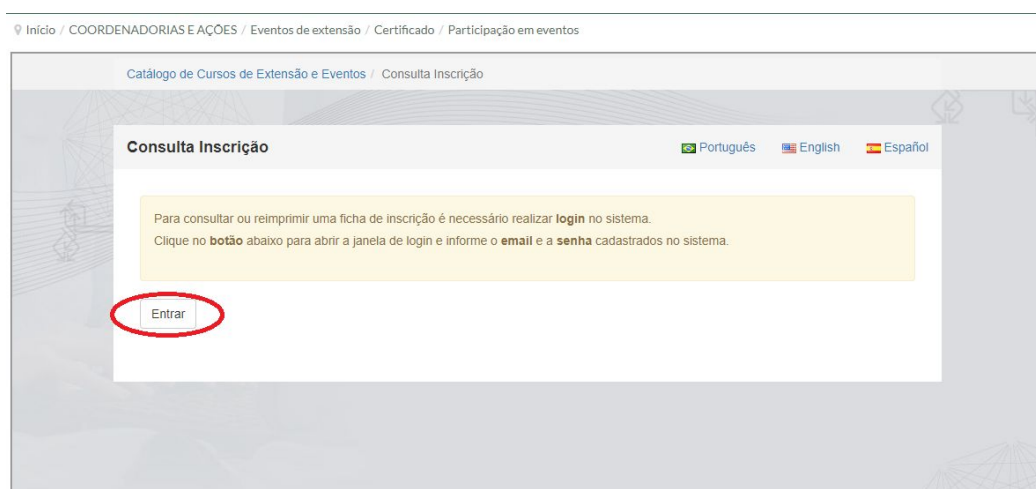 Início / COORDENADORIAS E AÇÕES / Eventos de extensão / Certificado / Participação em eventos
Catálogo de Cursos de Extensão e Eventos / Consulta Inscrição
Consulta Inscrição Português English Español
Para consultar ou reimprimir uma ficha de inscrição é necessário realizar login no sistema.
Clique no botão abaixo para abrir a janela de login e informe o email e a senha cadastrados no sistema.
Entrar